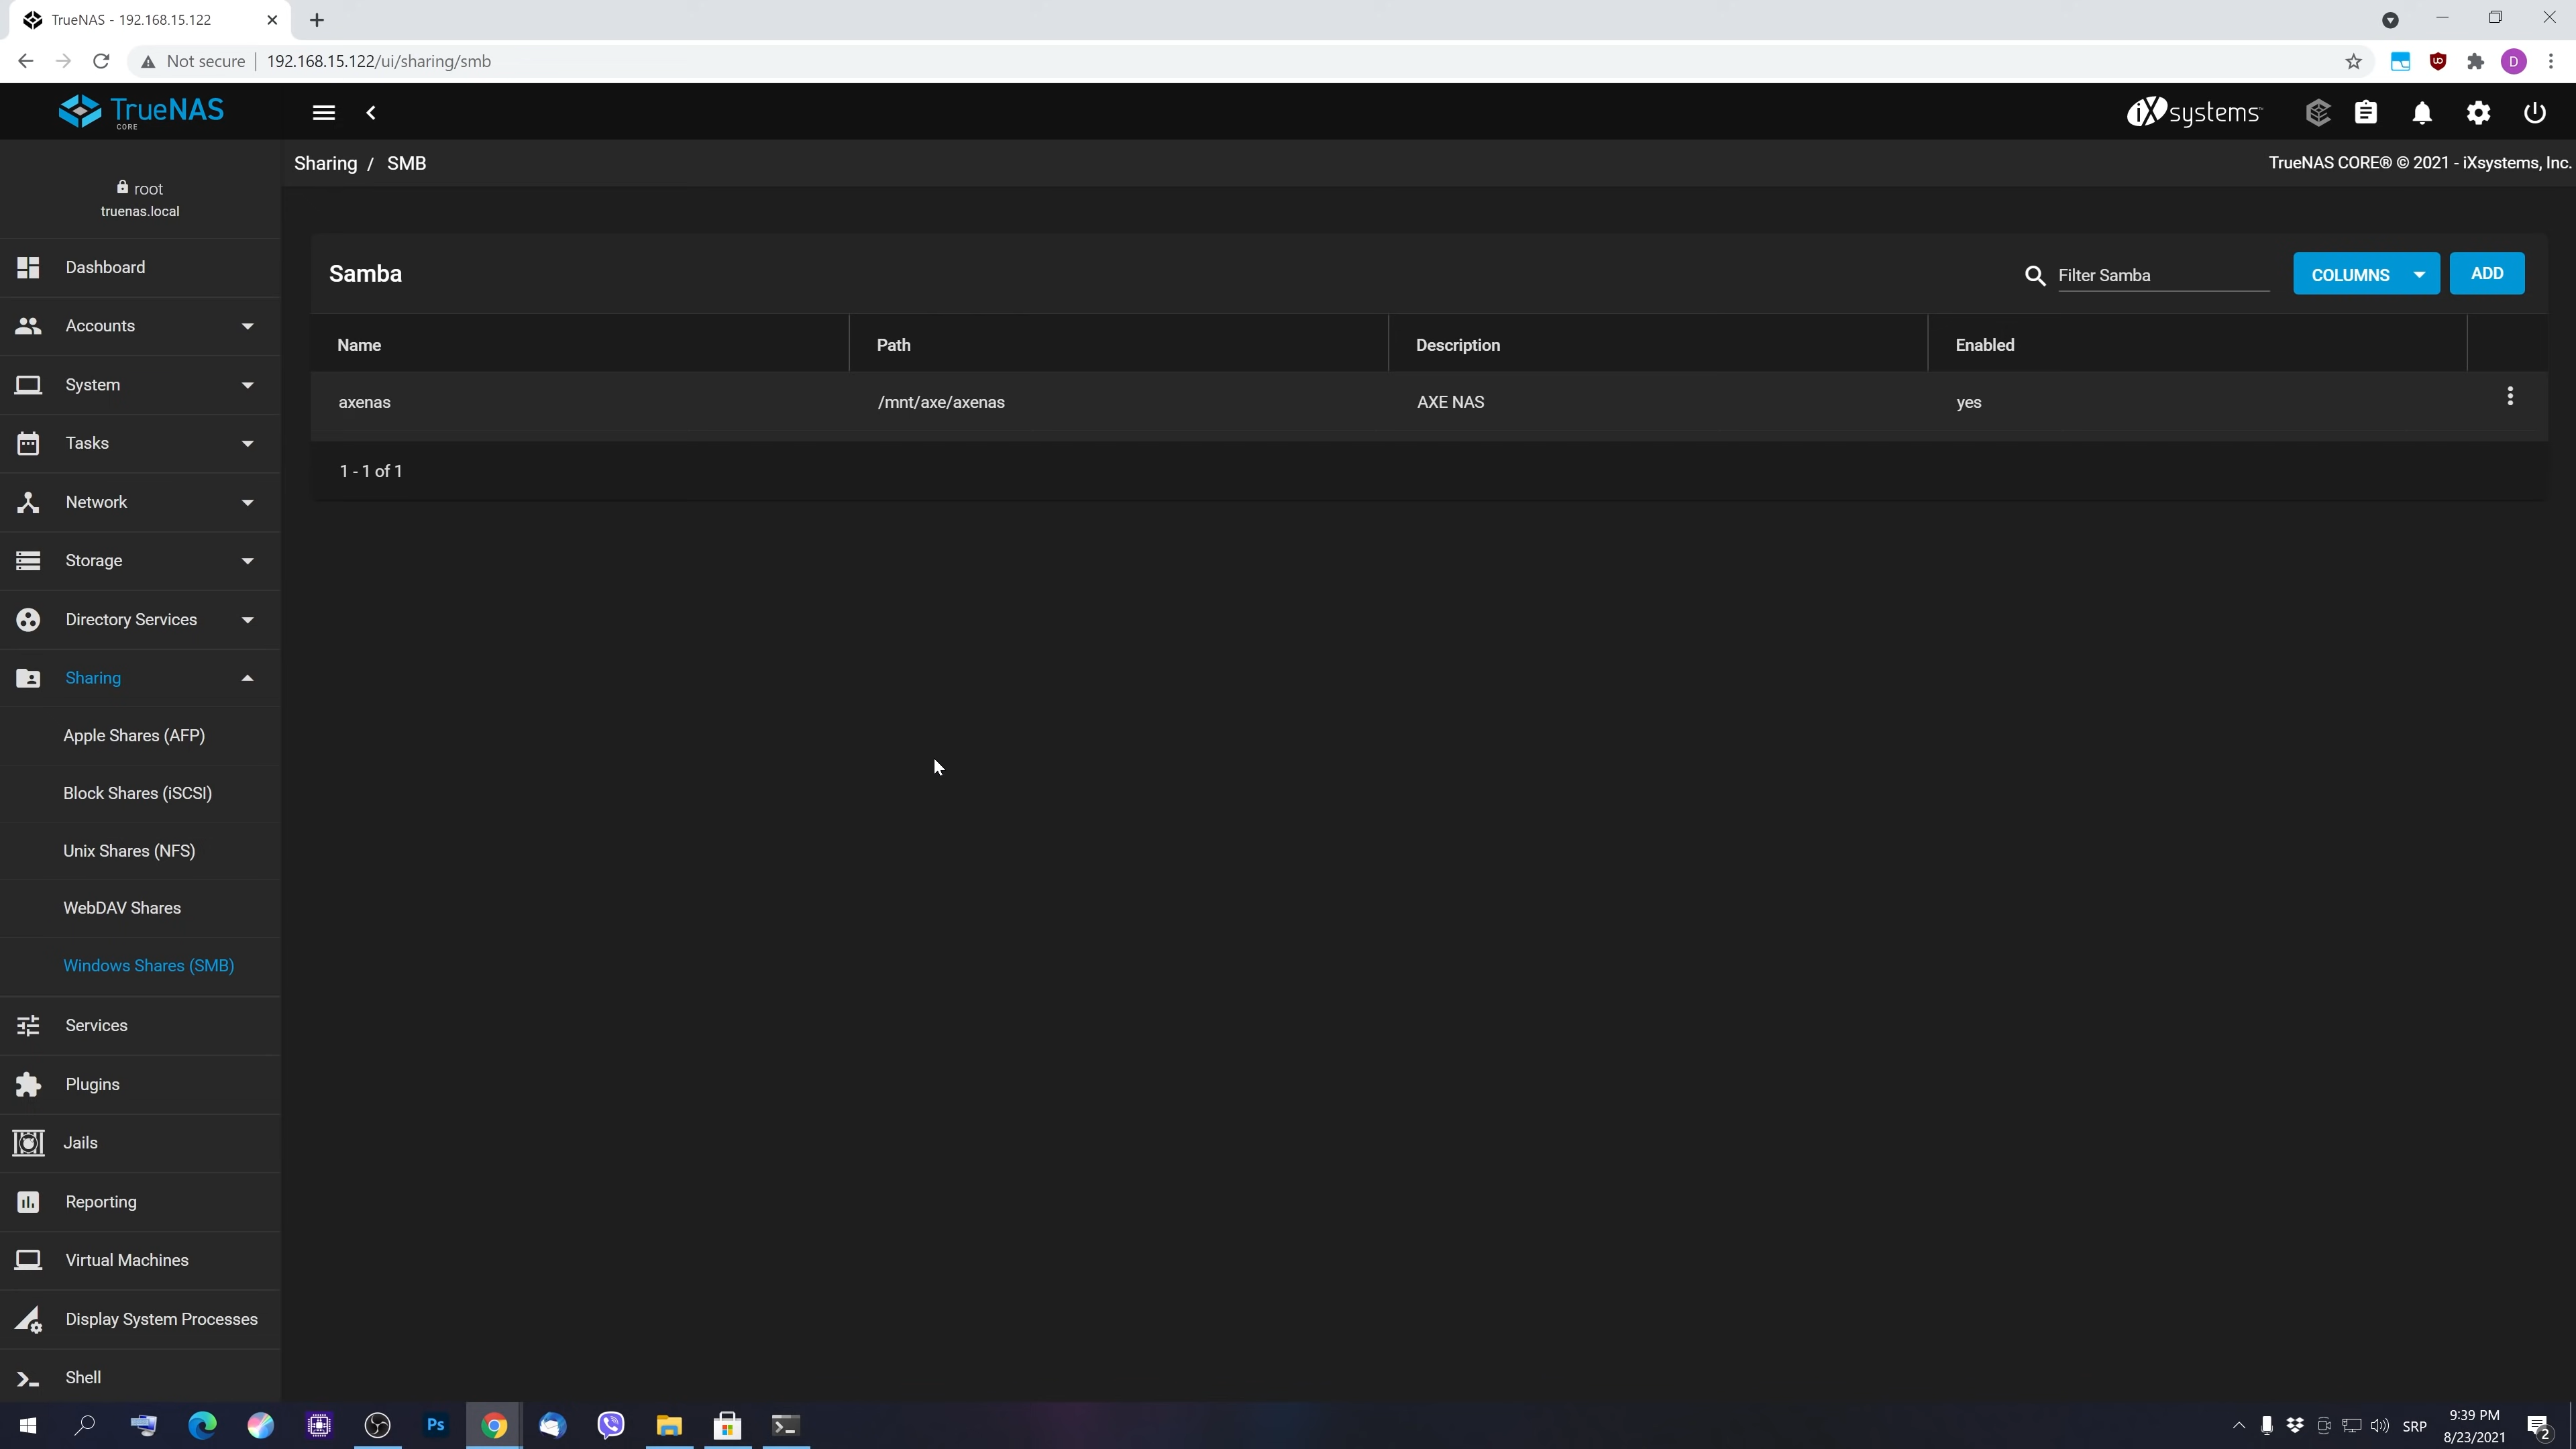 TrueNAS - 192.168.15.122
Not secure
192.168.15.122/ui/sharing/smb
D
TrueNAS
CORE
iXsystems
Sharing / SMB
TrueNAS CORE® © 2021 - iXsystems, Inc.
root
truenas.local
Dashboard
Accounts
System
Tasks
Network
Storage
Directory Services
Sharing
Apple Shares (AFP)
Block Shares (iSCSI)
Unix Shares (NFS)
WebDAV Shares
Windows Shares (SMB)
Services
Plugins
Jails
Reporting
Virtual Machines
Display System Processes
Shell
Samba
Filter Samba
COLUMNS
ADD
Name Path Description Enabled
axenas /mnt/axe/axenas AXE NAS yes
1 - 1 of 1
Ps
SRP
9:39 PM
8/23/2021
2